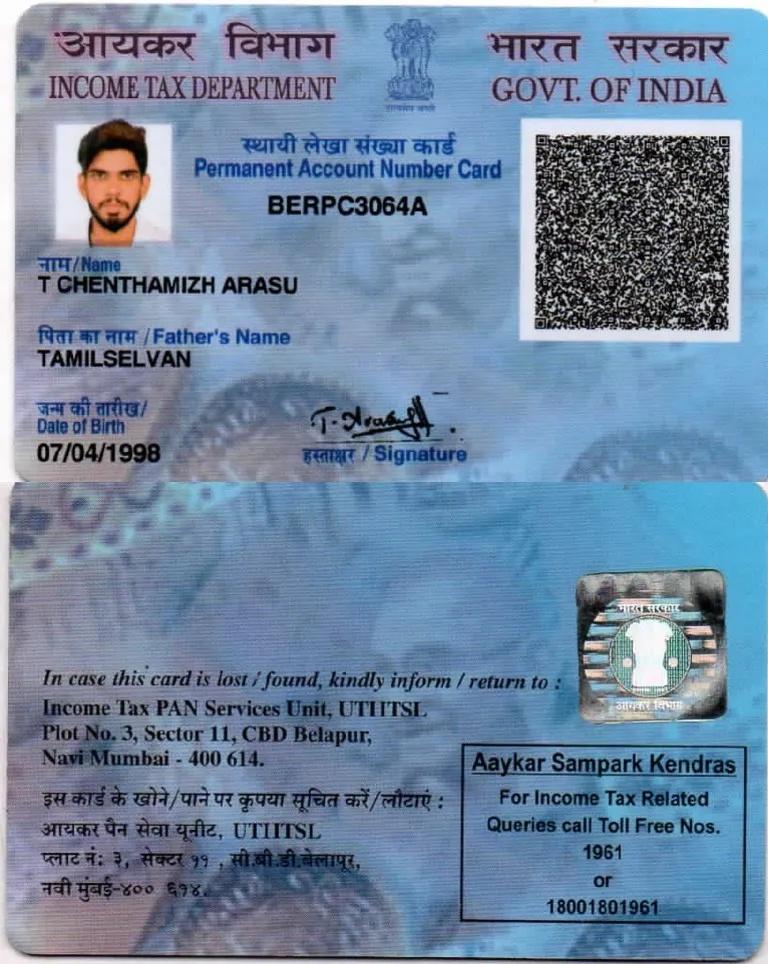 आयकर विभाग
INCOME TAX DEPARTMENT
सत्यमेव जयते
भारत सरकार
GOVT. OF INDIA
स्थायी लेखा संख्या कार्ड
Permanent Account Number Card
BERPC3064A
नाम/Name
T CHENTHAMIZH ARASU
पिता का नाम /Father's Name
TAMILSELVAN
जन्म की तारीख/
Date of Birth
07/04/1998
हस्ताक्षर / Signature
भारत सरकार
आयकर विभाग
In case this card is lost / found, kindly inform / return to :
Income Tax PAN Services Unit, UTIITSL
Plot No. 3, Sector 11, CBD Belapur,
Navi Mumbai - 400 614.
इस कार्ड के खोने/पाने पर कृपया सूचित करें/लौटाएं :
आयकर पैन सेवा यूनीट, UTIITSL
प्लाट नं: ३, सेक्टर ११ , सी.बी.डी.बेलापूर,
नवी मुंबई-४०० ६१४.
Aaykar Sampark Kendras
For Income Tax Related
Queries call Toll Free Nos.
1961
or
18001801961